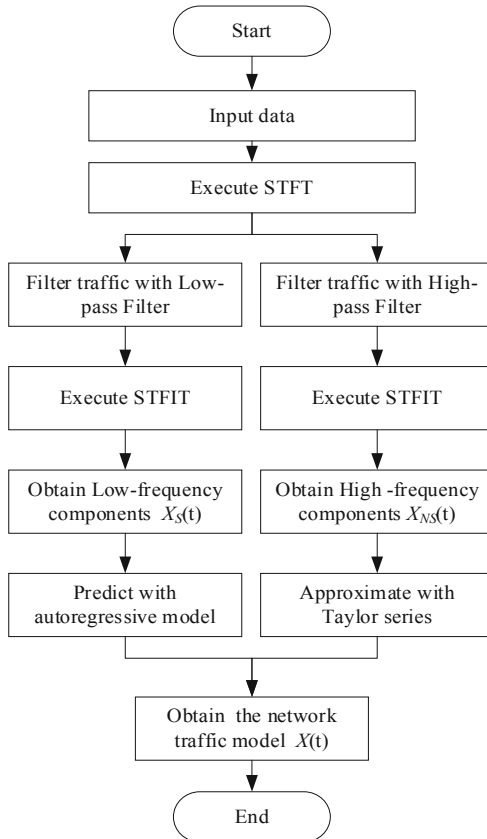 Start
Input data
Execute STFT
Filter traffic with Low-
pass Filter
Filter traffic with High-
pass Filter
Execute STFIT
Execute STFIT
Obtain Low-frequency
components X_S(t)
Obtain High -frequency
components X_NS(t)
Predict with
autoregressive model
Approximate with
Taylor series
Obtain the network
traffic model X(t)
End